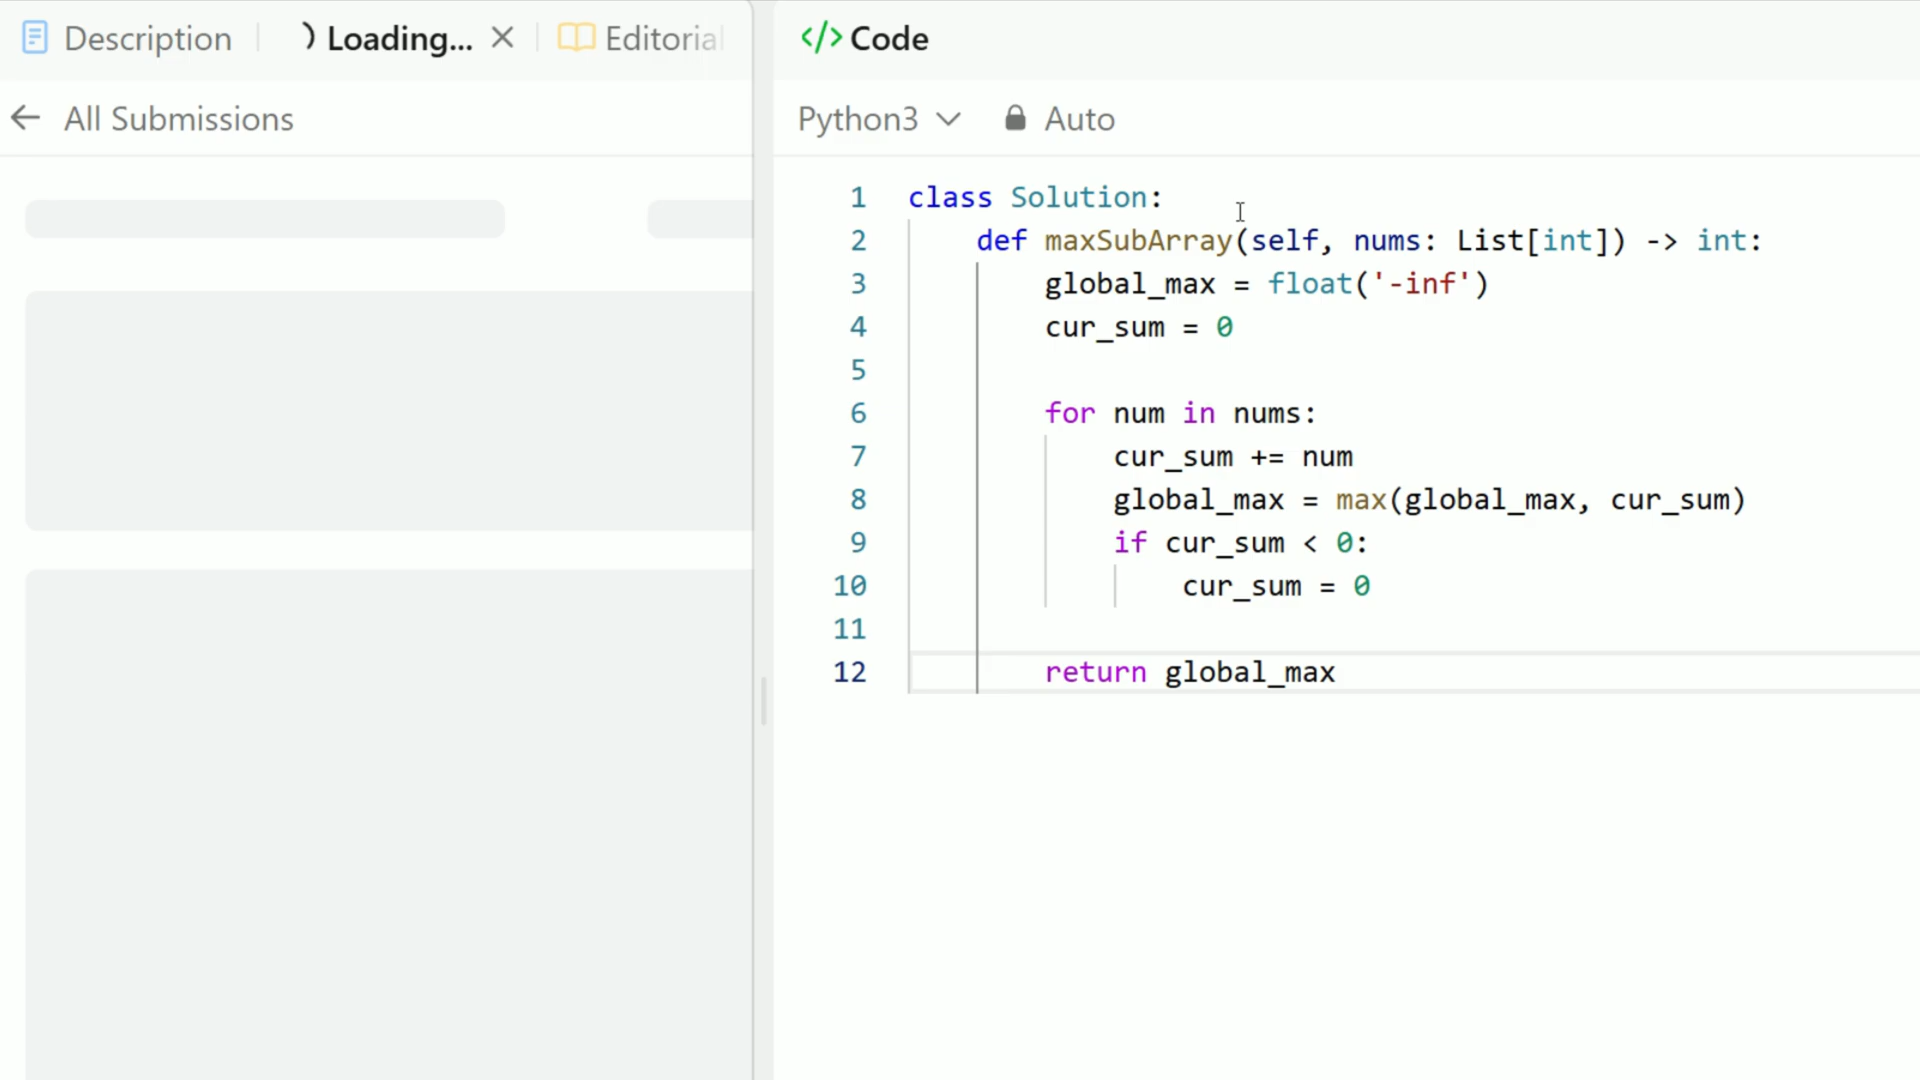 Description
Loading...
Editorial
All Submissions
</> Code
Python3
Auto
1 class Solution:
2 def maxSubArray(self, nums: List[int]) -> int:
3 global_max = float('-inf')
4 cur_sum = 0
5
6 for num in nums:
7 cur_sum += num
8 global_max = max(global_max, cur_sum)
9 if cur_sum < 0:
10 cur_sum = 0
11
12 return global_max